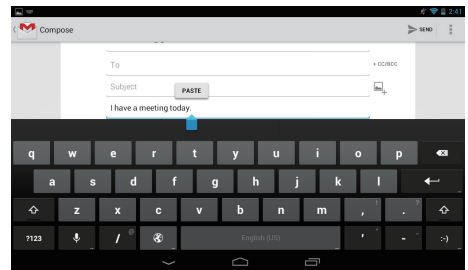 2:41
Compose
SEND
To
+ CC/BCC
Subject
PASTE
I have a meeting today.
q w e r t y u i o p
a s d f g h j k l
z x c v b n m , ! . ?
?123 / @ English (US) ' " - _ :-)